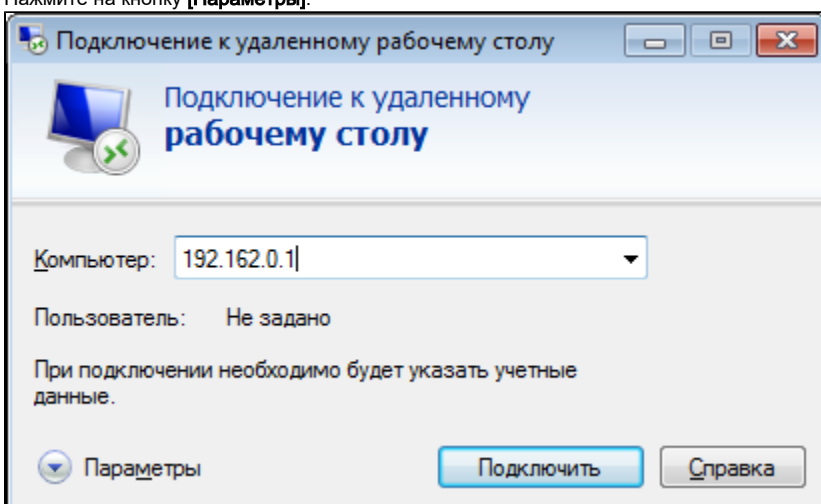 Нажмите на кнопку [Параметры].
Подключение к удаленному рабочему столу
Подключение к удаленному
рабочему столу
Компьютер: 192.162.0.1
Пользователь: Не задано
При подключении необходимо будет указать учетные
данные.
Параметры Подключить Справка